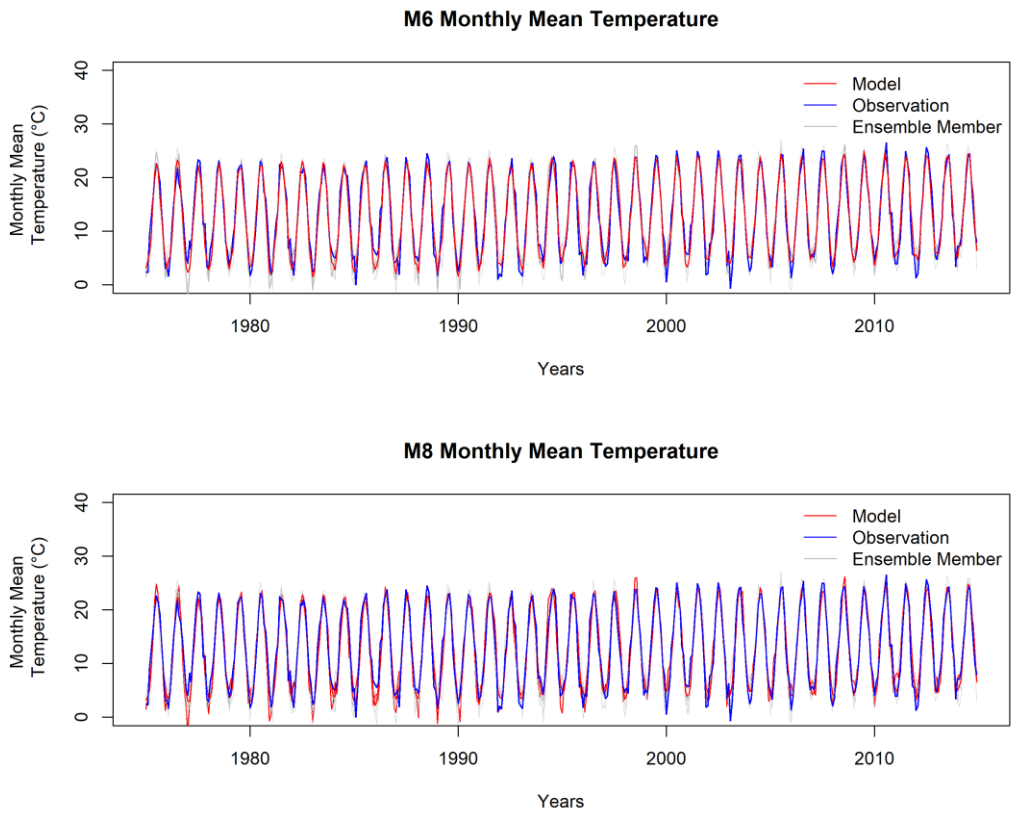 M6 Monthly Mean Temperature
Monthly Mean
Temperature (°C)
40
30
20
10
0
Model
Observation
Ensemble Member
1980
1990
2000
2010
Years
M8 Monthly Mean Temperature
Monthly Mean
Temperature (°C)
40
30
20
10
0
Model
Observation
Ensemble Member
1980
1990
2000
2010
Years